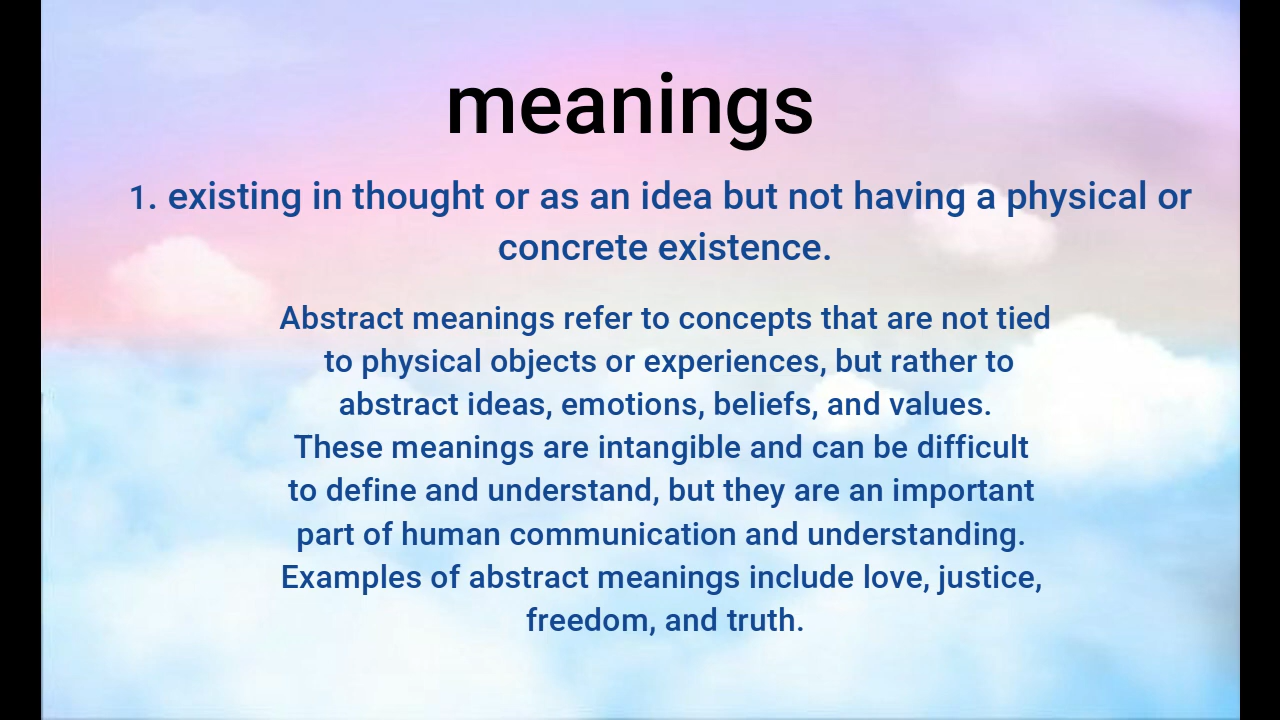 meanings
1. existing in thought or as an idea but not having a physical or
concrete existence.
Abstract meanings refer to concepts that are not tied
to physical objects or experiences, but rather to
abstract ideas, emotions, beliefs, and values.
These meanings are intangible and can be difficult
to define and understand, but they are an important
part of human communication and understanding.
Examples of abstract meanings include love, justice,
freedom, and truth.